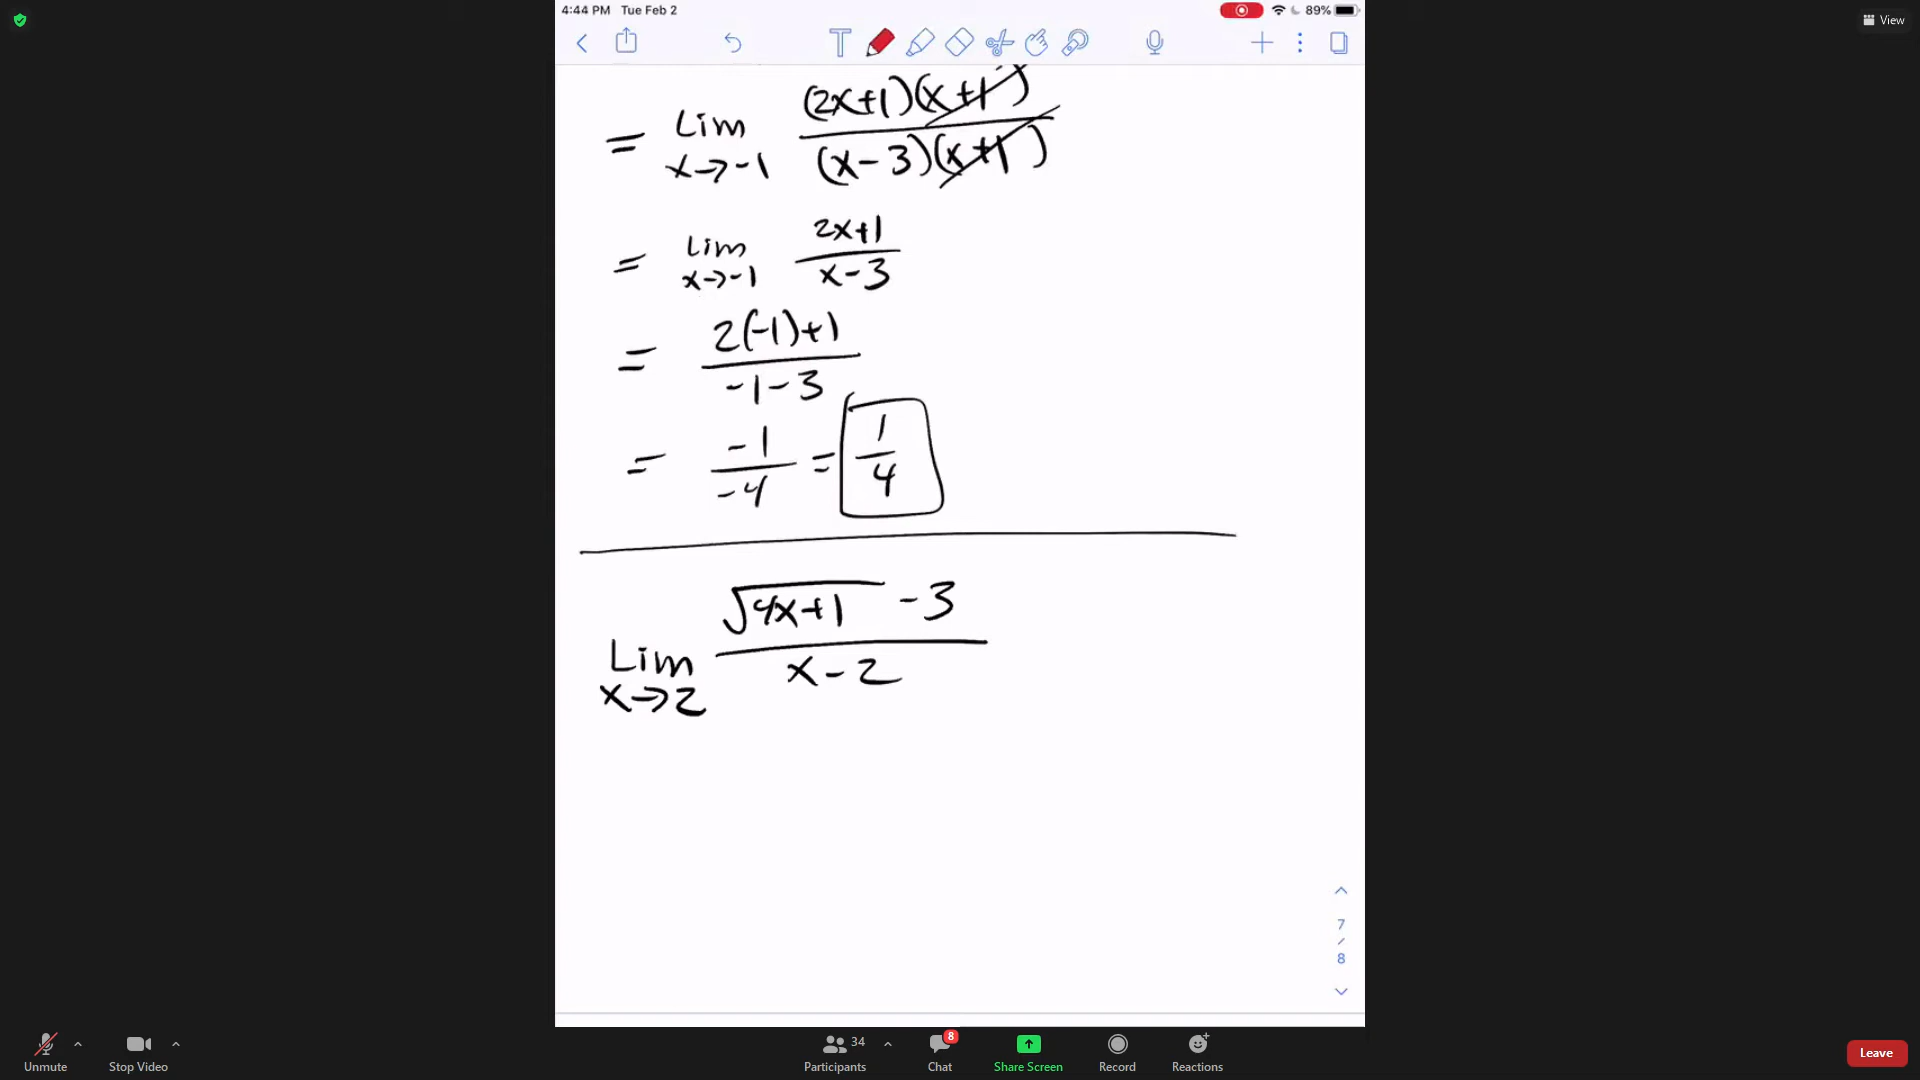 4:44 PM Tue Feb 2
89%
View
= Lim x→-1 (2x+1)(x+1) / (x-3)(x+1)
= Lim x→-1 2x+1 / x-3
= 2(-1)+1 / -1-3
= -1 / -4 = 1 / 4
Lim x→2 √4x+1 -3 / x-2
7
/
8
Unmute
Stop Video
34
Participants
8
Chat
Share Screen
Record
Reactions
Leave